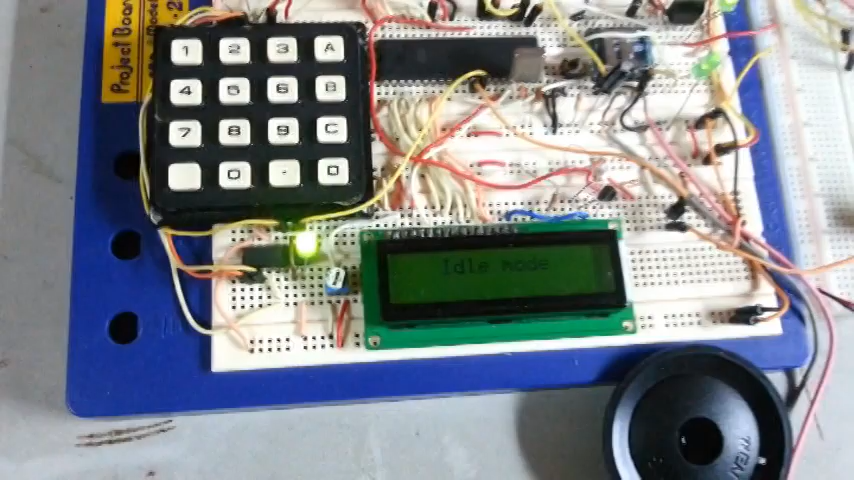 Project Board
1 2 3 A
4 5 6 B
7 8 9 C
0 . D
Idle mode